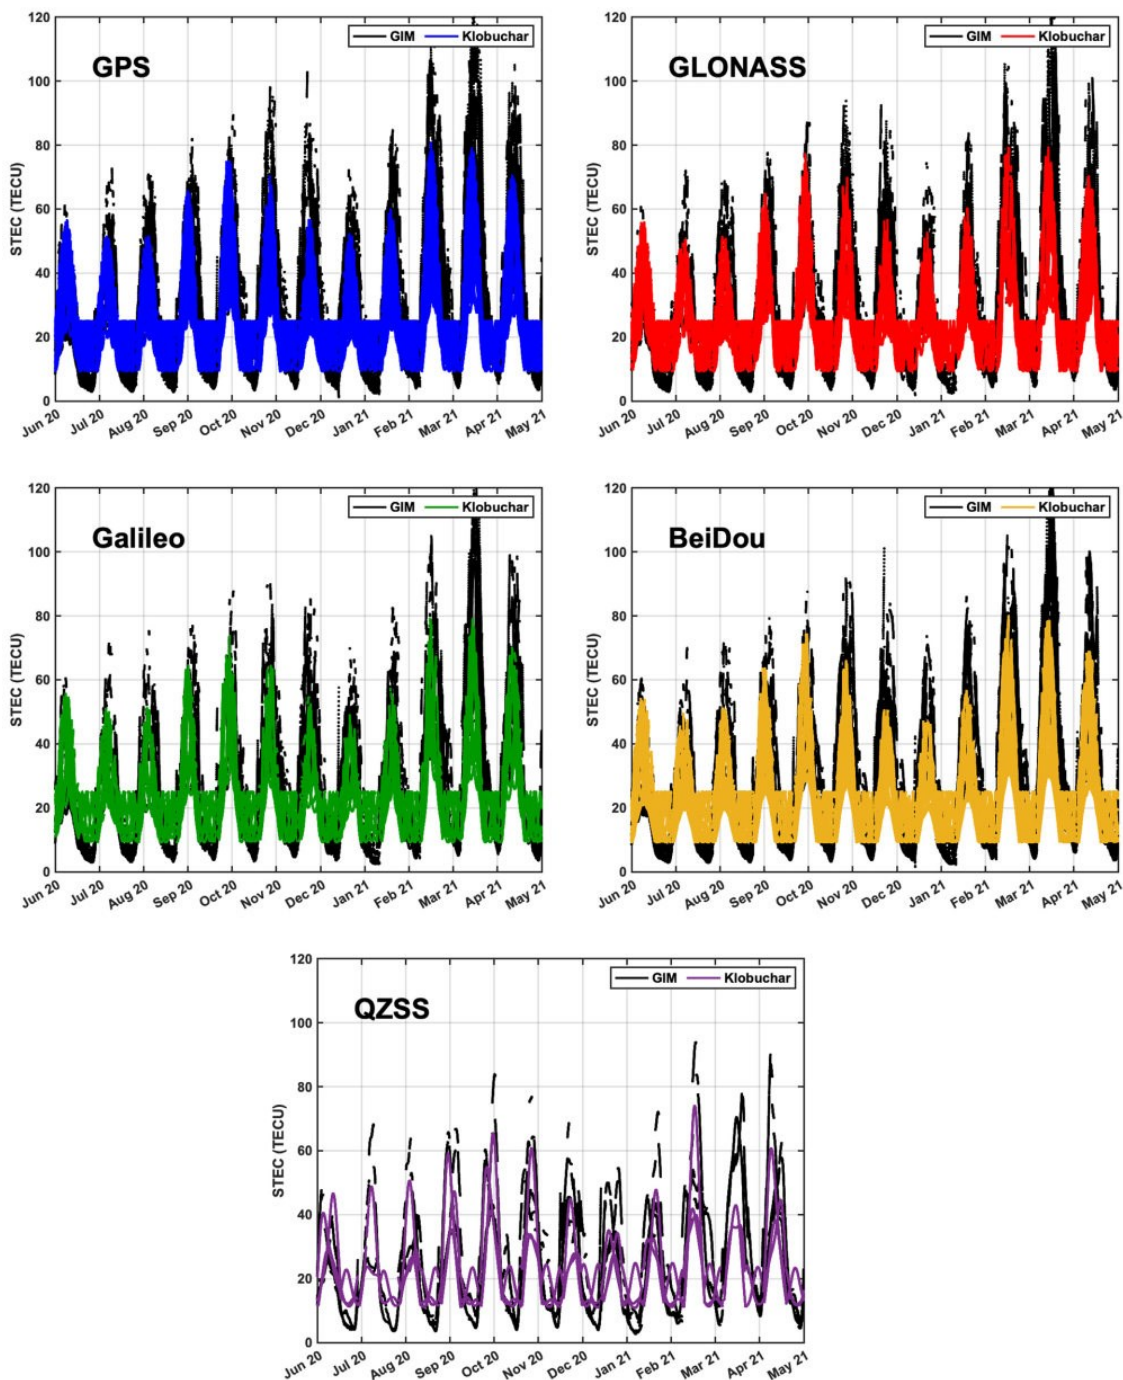 GPS
GIM Klobuchar
STEC (TECU)
120
100
80
60
40
20
0
Jun 20 Jul 20 Aug 20 Sep 20 Oct 20 Nov 20 Dec 20 Jan 21 Feb 21 Mar 21 Apr 21 May 21
GLONASS
GIM Klobuchar
STEC (TECU)
120
100
80
60
40
20
0
Jun 20 Jul 20 Aug 20 Sep 20 Oct 20 Nov 20 Dec 20 Jan 21 Feb 21 Mar 21 Apr 21 May 21
Galileo
GIM Klobuchar
STEC (TECU)
120
100
80
60
40
20
0
Jun 20 Jul 20 Aug 20 Sep 20 Oct 20 Nov 20 Dec 20 Jan 21 Feb 21 Mar 21 Apr 21 May 21
BeiDou
GIM Klobuchar
STEC (TECU)
120
100
80
60
40
20
0
Jun 20 Jul 20 Aug 20 Sep 20 Oct 20 Nov 20 Dec 20 Jan 21 Feb 21 Mar 21 Apr 21 May 21
QZSS
GIM Klobuchar
STEC (TECU)
120
100
80
60
40
20
0
Jun 20 Jul 20 Aug 20 Sep 20 Oct 20 Nov 20 Dec 20 Jan 21 Feb 21 Mar 21 Apr 21 May 21